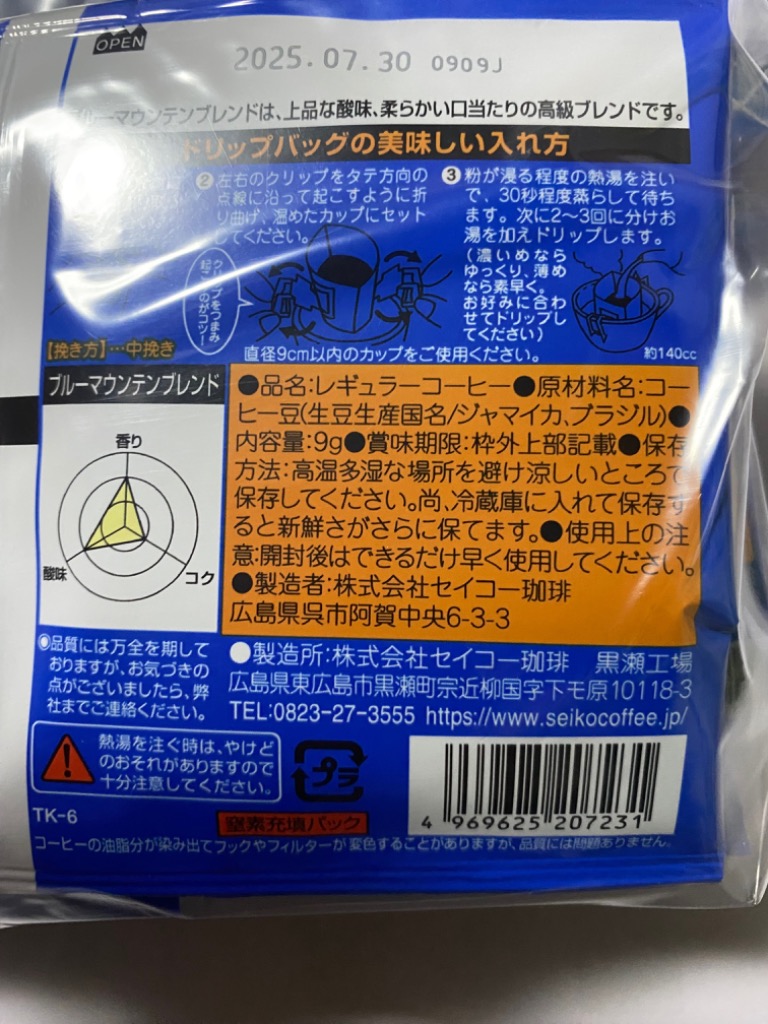 OPEN
2025.07.30 0909J
ブルーマウンテンブレンドは、上品な酸味、柔らかい口当たりの高級ブレンドです。
ドリップバッグの美味しい入れ方
❷左右のクリップをタテ方向の
点線に沿って起こすように折
り曲げ、温めたカップにセット
してください。
クリップをつまみ
起こすのがコツー
❸粉が浸る程度の熱湯を注い
で、30秒程度蒸らして待ち
ます。次に2〜3回に分けお
湯を加えドリップします。
(濃いめなら
ゆっくり、薄め
なら素早く。
お好みに合わ
せてドリップし
てください)
【挽き方】…中挽き
直径9cm以内のカップをご使用ください。
約140cc
ブルーマウンテンブレンド
香り
酸味
コク
●品名:レギュラーコーヒー●原材料名:コー
ヒー豆(生豆生産国名/ジャマイカ、ブラジル)●
内容量:9g●賞味期限:枠外上部記載●保存
方法:高温多湿な場所を避け涼しいところで
保存してください。尚、冷蔵庫に入れて保存す
ると新鮮さがさらに保てます。●使用上の注
意:開封後はできるだけ早く使用してください。
●製造者:株式会社セイコー珈琲
広島県呉市阿賀中央6-3-3
◉品質には万全を期して
おりますが、お気づきの
点がございましたら、弊
社までご連絡ください。
●製造所:株式会社セイコー珈琲 黒瀬工場
広島県東広島市黒瀬町宗近柳国字下モ原10118-3
TEL:0823-27-3555 https://www.seikocoffee.jp/
熱湯を注ぐ時は、やけど
のおそれがありますので
十分注意してください。
プラ
TK-6
窒素充填パック
4 969625 207231
コーヒーの油脂分が染み出てフックやフィルターが変色することがありますが、品質には問題ありません。